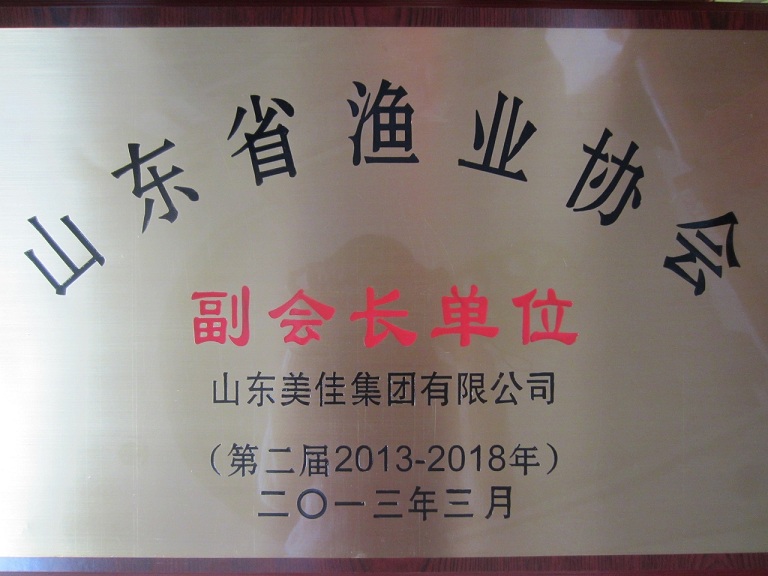 山东省渔业协会
副会长单位
山东美佳集团有限公司
（第二届2013-2018年）
二〇一三年三月